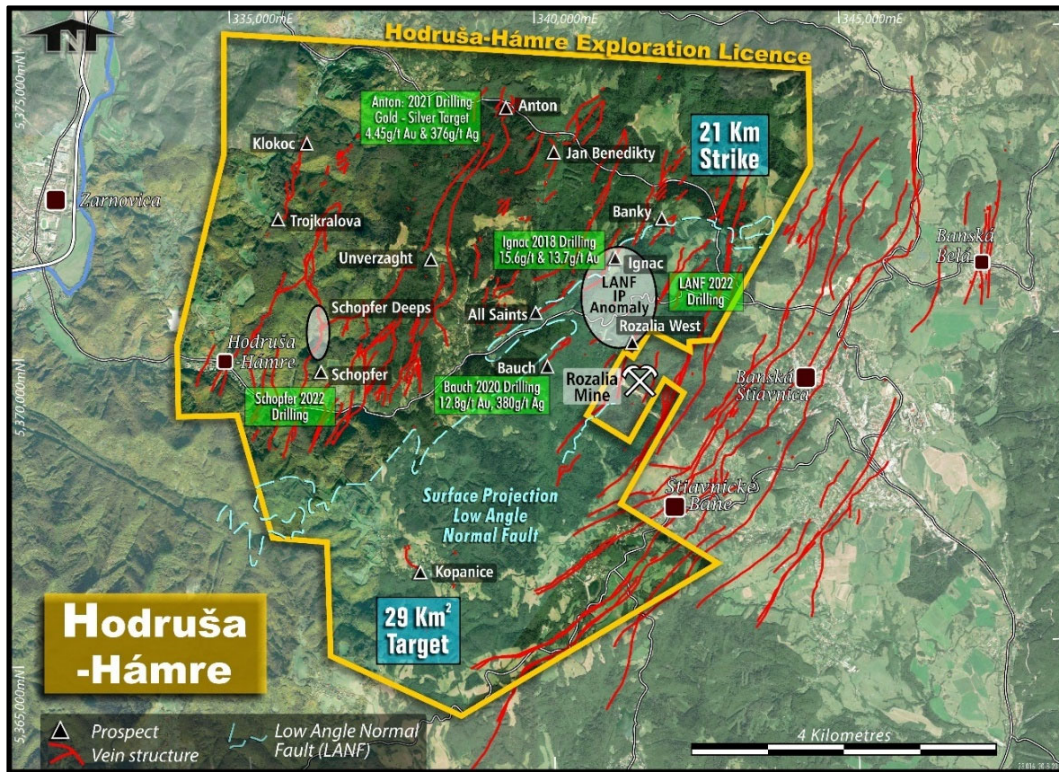 335,000mE
340,000mE
345,000mE
N
Hodruša-Hámre Exploration Licence
5,375,000mN
Anton: 2021 Drilling
Gold - Silver Target
4.45g/t Au & 376g/t Ag
Anton
21 Km
Strike
Klokoc
Jan Benedikty
Zarnovica
Trojkralova
Banky
Ignac 2018 Drilling
15.6g/t & 13.7g/t Au
Unverzaght
Ignac
Banská
Belá
LANF
IP
Anomaly
LANF 2022
Drilling
Schopfer Deeps
All Saints
Rozalia West
Hodruša
-Hámre
Schopfer
Bauch
Rozalia
Mine
Banská
Štiavnica
5,370,000mN
Schopfer 2022
Drilling
Bauch 2020 Drilling
12.8g/t Au, 380g/t Ag
Surface Projection
Low Angle
Normal Fault
Štiavnické
Bane
Kopanice
29 Km²
Target
Hodruša
-Hámre
5,365,000mN
Prospect
Vein structure
Low Angle Normal
Fault (LANF)
4 Kilometres